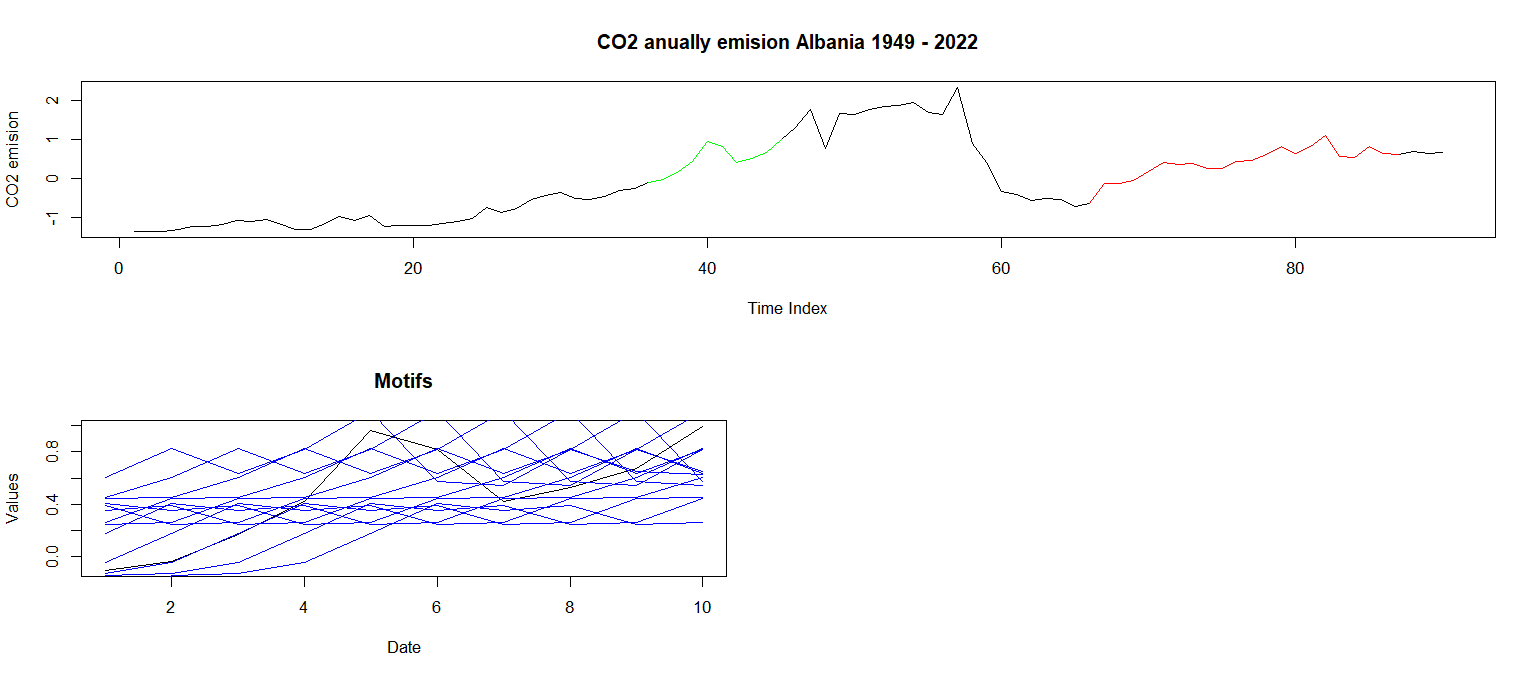 CO2 anually emision Albania 1949 - 2022
CO2 emision
2
1
0
-1
0 20 40 60 80
Time Index
Motifs
Values
0.8
0.4
0.0
2 4 6 8 10
Date